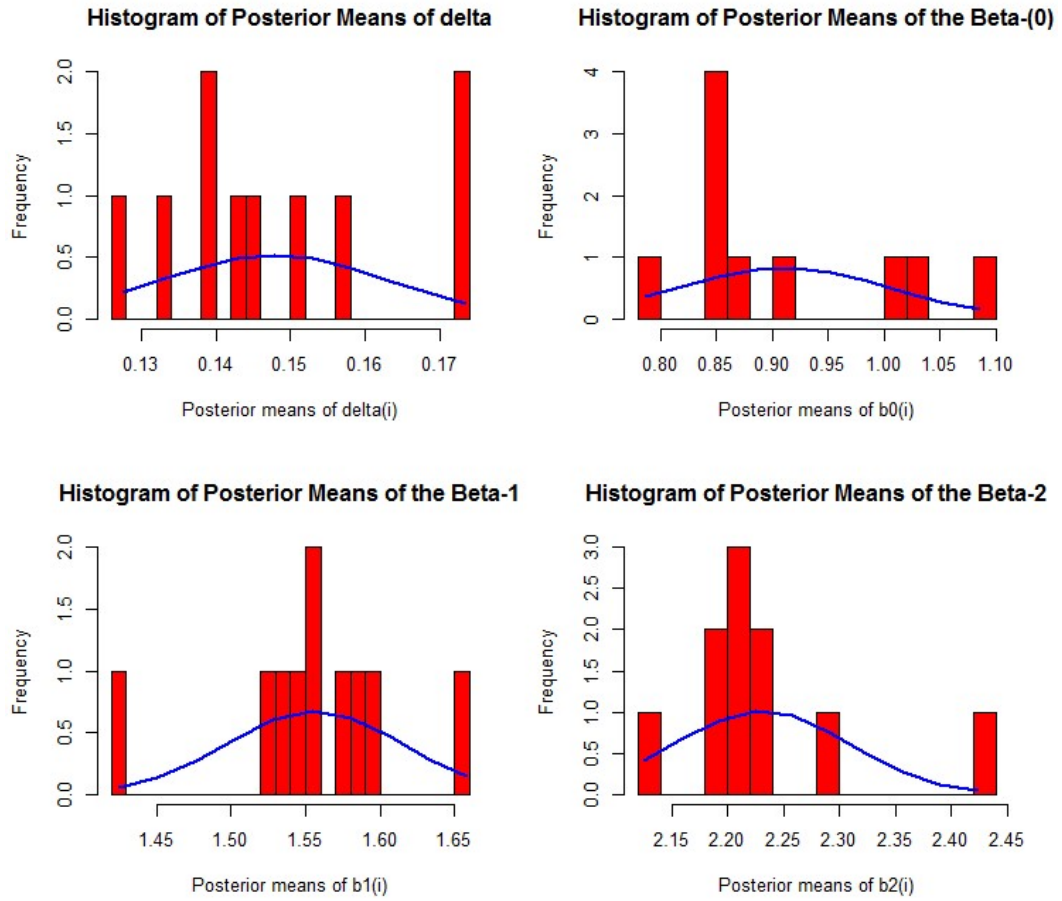 Histogram of Posterior Means of delta
Frequency
2.0
1.5
1.0
0.5
0.0
0.13 0.14 0.15 0.16 0.17
Posterior means of delta(i)
Histogram of Posterior Means of the Beta-(0)
Frequency
4
3
2
1
0
0.80 0.85 0.90 0.95 1.00 1.05 1.10
Posterior means of b0(i)
Histogram of Posterior Means of the Beta-1
Frequency
2.0
1.5
1.0
0.5
0.0
1.45 1.50 1.55 1.60 1.65
Posterior means of b1(i)
Histogram of Posterior Means of the Beta-2
Frequency
3.0
2.5
2.0
1.5
1.0
0.5
0.0
2.15 2.20 2.25 2.30 2.35 2.40 2.45
Posterior means of b2(i)